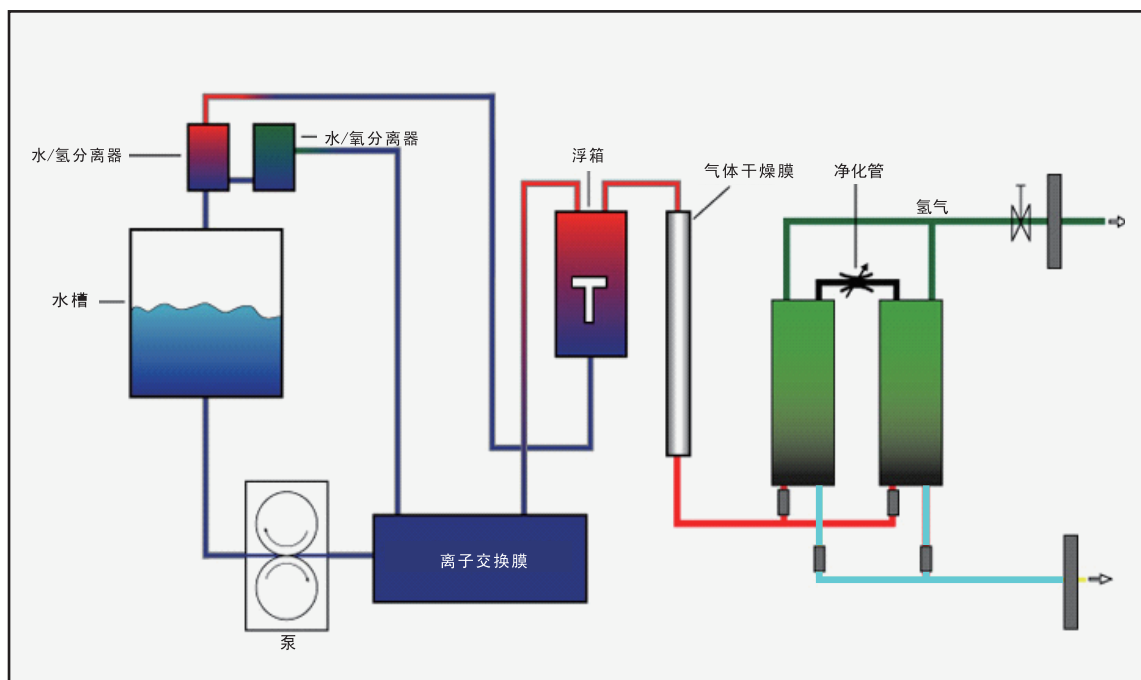 水/氢分离器
水/氧分离器
浮箱
气体干燥膜
净化管
氢气
水槽
T
离子交换膜
泵